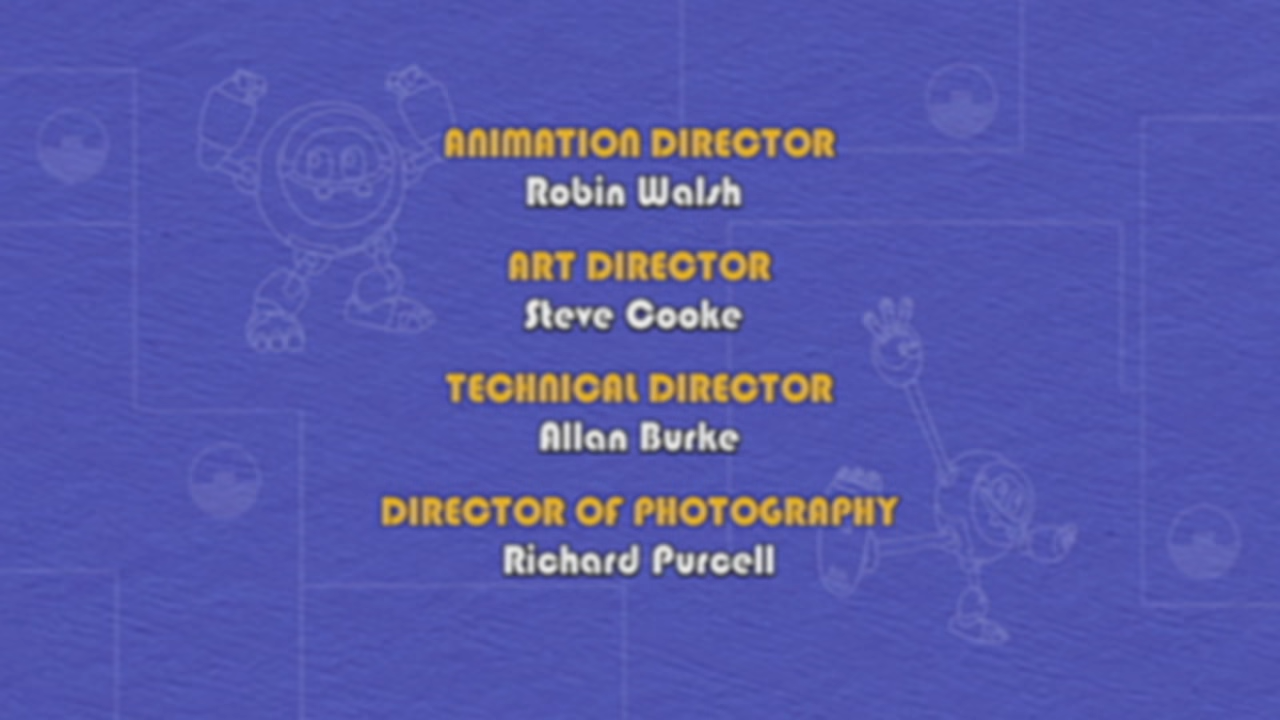 ANIMATION DIRECTOR
Robin Walsh
ART DIRECTOR
Steve Cooke
TECHNICAL DIRECTOR
Allan Burke
DIRECTOR OF PHOTOGRAPHY
Richard Purcell